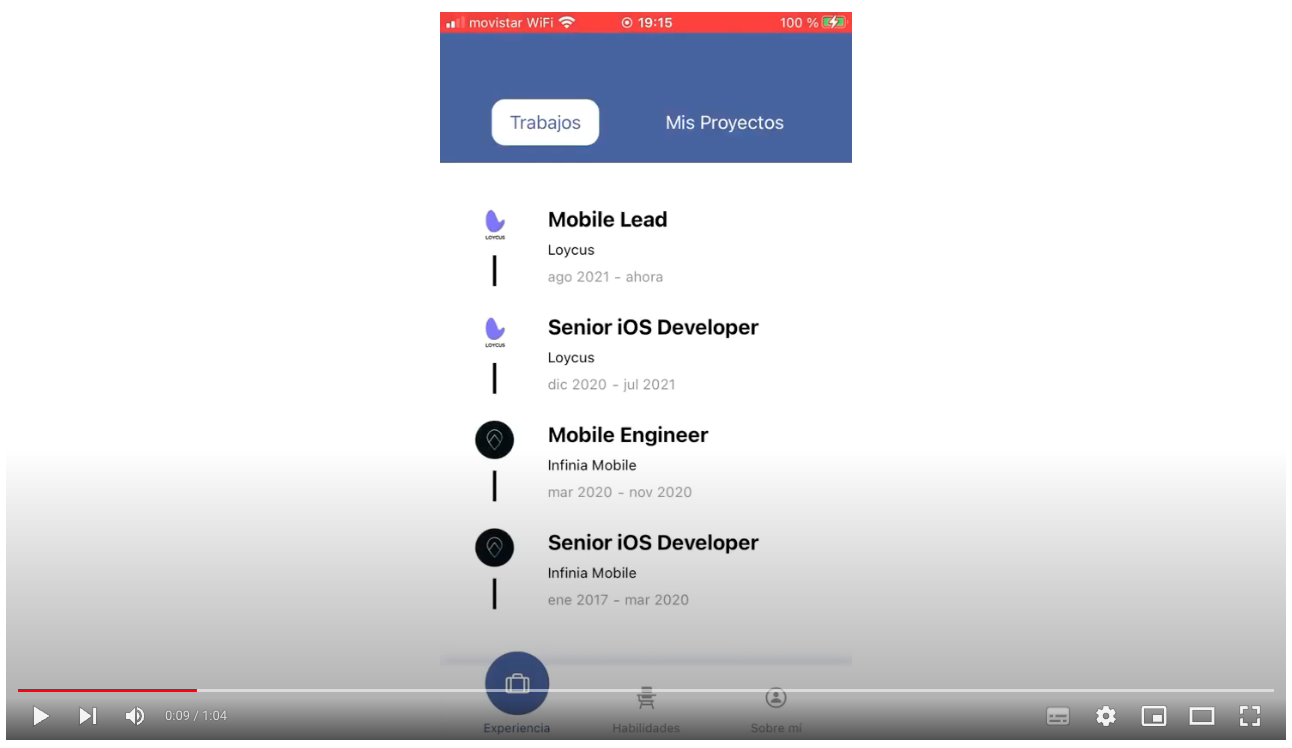 movistar WiFi 19:15 100 %
Trabajos Mis Proyectos
Mobile Lead
LOYCUS
Loycus
ago 2021 - ahora
Senior iOS Developer
LOYCUS
Loycus
dic 2020 - jul 2021
Mobile Engineer
Infinia Mobile
mar 2020 - nov 2020
Senior iOS Developer
Infinia Mobile
ene 2017 - mar 2020
0:09 / 1:04
Experiencia Habilidades Sobre mí